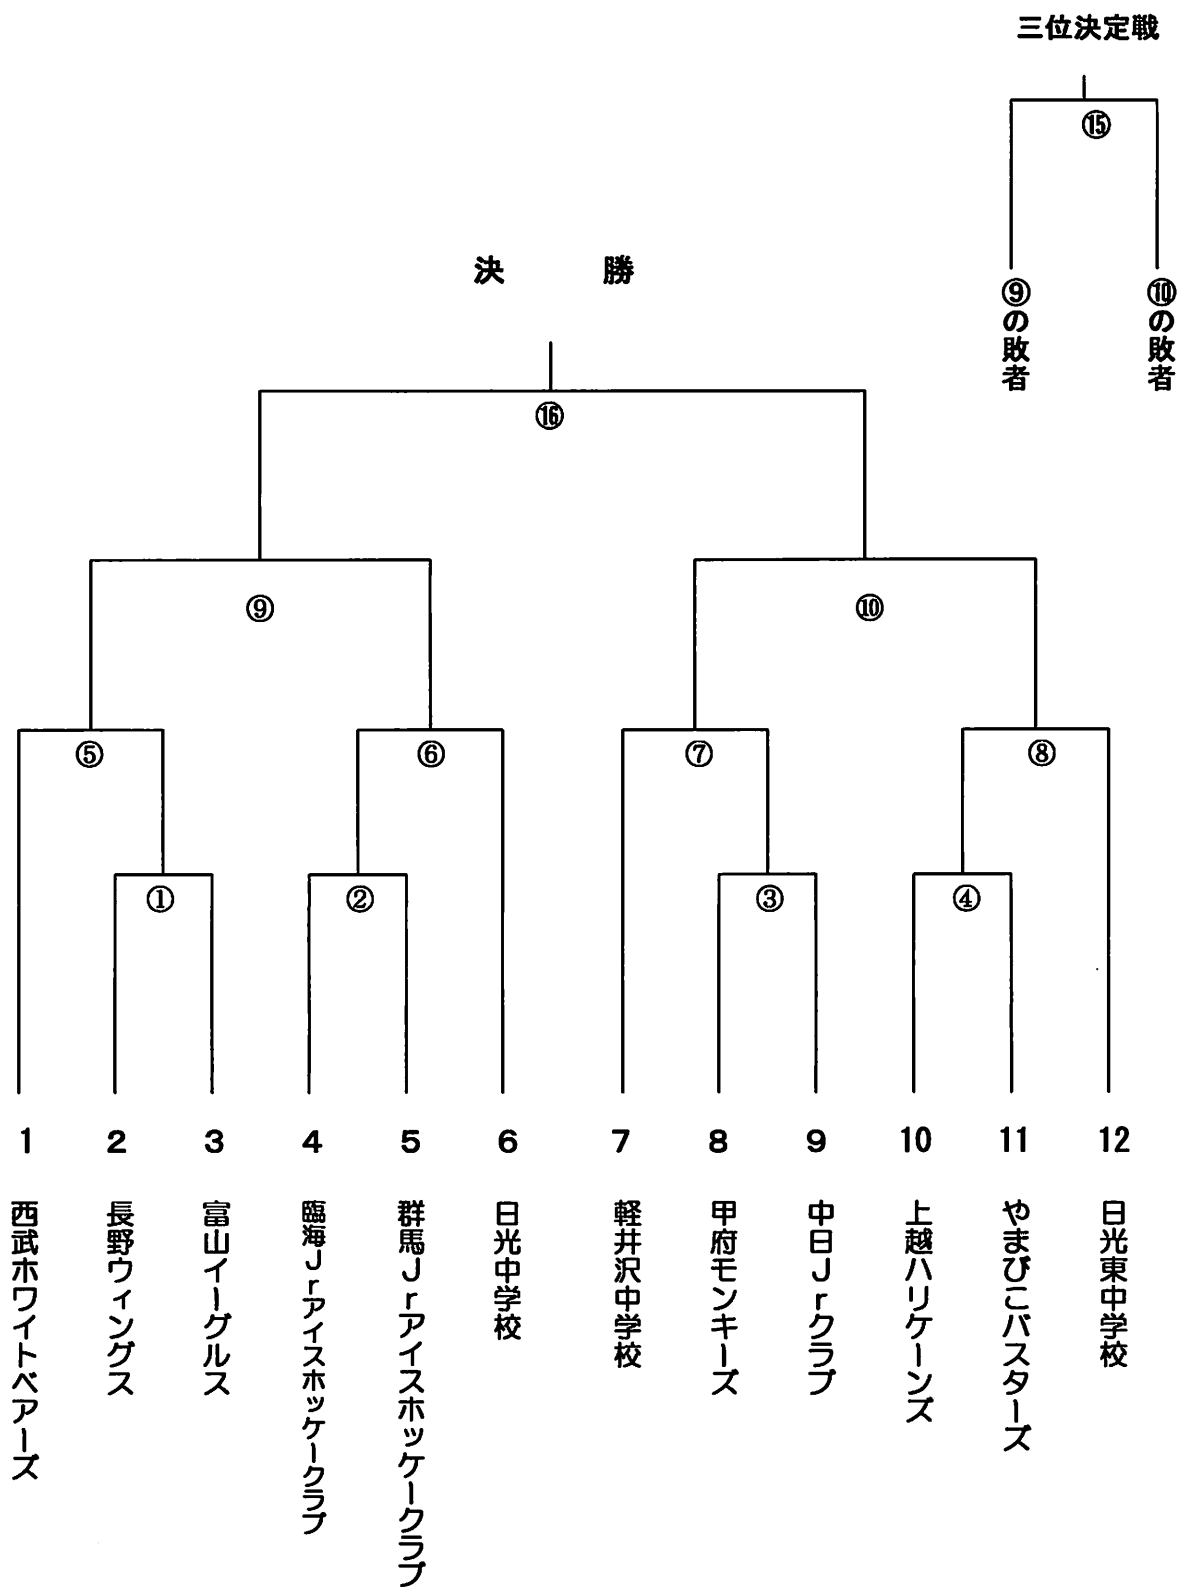 三位決定戦
⑮
⑨の敗者
⑩の敗者
決 勝
⑯
⑨
⑩
⑤
⑥
⑦
⑧
①
②
③
④
1
2
3
4
5
6
7
8
9
10
11
12
西武ホワイトベアーズ
長野ウィングス
富山イーグルス
臨海Jrアイスホッケークラブ
群馬Jrアイスホッケークラブ
日光中学校
軽井沢中学校
甲府モンキーズ
中日Jrクラブ
上越ハリケーンズ
やまびこバスターズ
日光東中学校